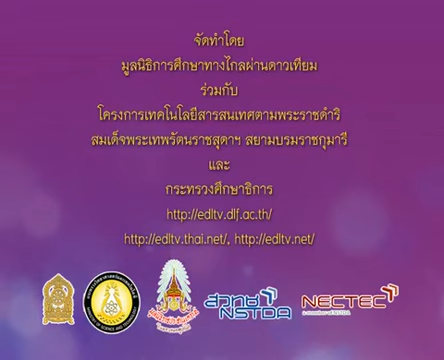 จัดทำโดย
มูลนิธิการศึกษาทางไกลผ่านดาวเทียม
ร่วมกับ
โครงการเทคโนโลยีสารสนเทศตามพระราชดำริ
สมเด็จพระเทพรัตนราชสุดาฯ สยามบรมราชกุมารี
และ
กระทรวงศึกษาธิการ
http://edltv.dlf.ac.th/
http://edltv.thai.net/, http://edltv.net/
สวทช NECTEC
NSTDA a member of NSTDA